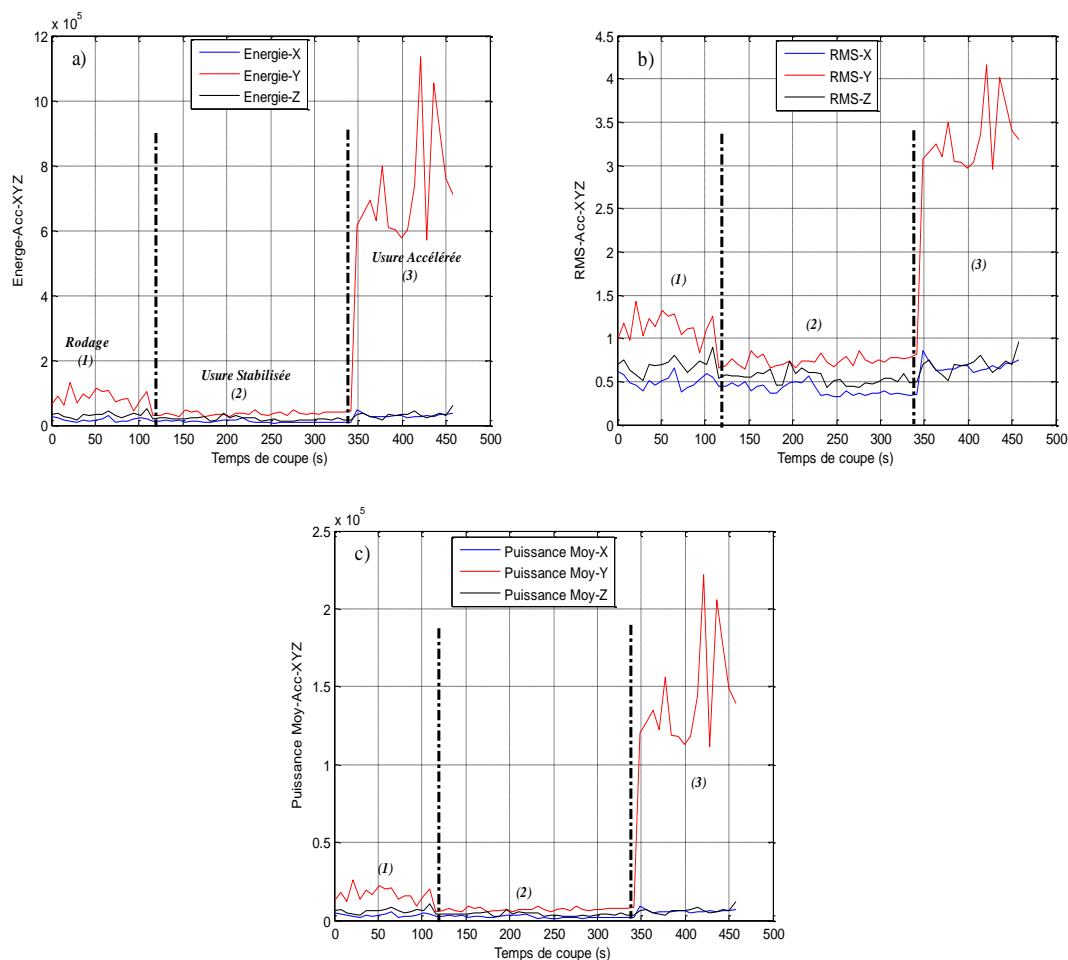 x 10⁵
a)
Energie-X
Energie-Y
Energie-Z
12
10
8
6
4
2
0
Energe-Acc-XYZ
Rodage
(1)
Usure Stabilisée
(2)
Usure Accélérée
(3)
0 50 100 150 200 250 300 350 400 450 500
Temps de coupe (s)
b)
RMS-X
RMS-Y
RMS-Z
4.5
4
3.5
3
2.5
2
1.5
1
0.5
0
RMS-Acc-XYZ
(1)
(2)
(3)
0 50 100 150 200 250 300 350 400 450 500
Temps de coupe (s)
x 10⁵
c)
Puissance Moy-X
Puissance Moy-Y
Puissance Moy-Z
2.5
2
1.5
1
0.5
0
Puissance Moy-Acc-XYZ
(1)
(2)
(3)
0 50 100 150 200 250 300 350 400 450 500
Temps de coupe (s)